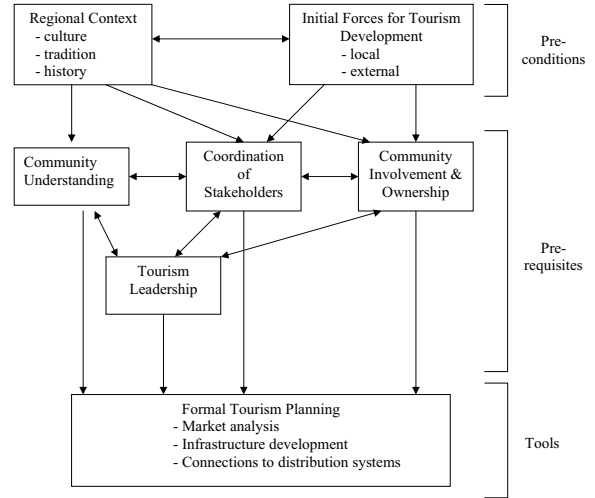 Regional Context
- culture
- tradition
- history
Initial Forces for Tourism
Development
- local
- external
Pre-
conditions
Community
Understanding
Coordination
of
Stakeholders
Community
Involvement &
Ownership
Pre-
requisites
Tourism
Leadership
Formal Tourism Planning
- Market analysis
- Infrastructure development
- Connections to distribution systems
Tools